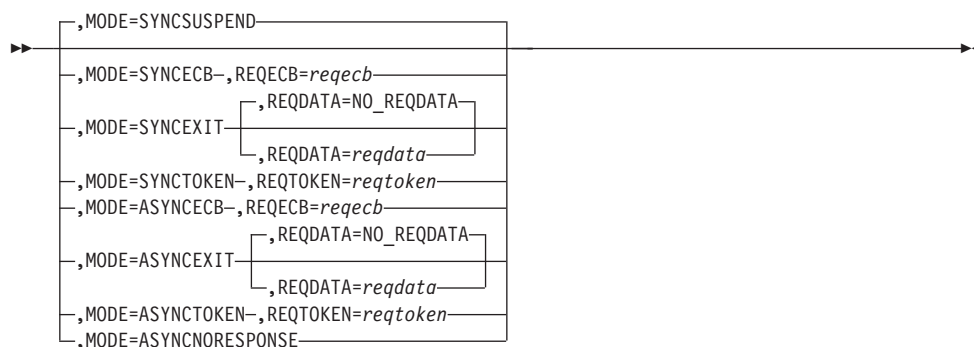 ,MODE=SYNCSUSPEND
,MODE=SYNCECB ,REQECB=reqecb
,REQDATA=NO_REQDATA
,MODE=SYNCEXIT
,REQDATA=reqdata
,MODE=SYNCTOKEN ,REQTOKEN=reqtoken
,MODE=ASYNCECB ,REQECB=reqecb
,REQDATA=NO_REQDATA
,MODE=ASYNCEXIT
,REQDATA=reqdata
,MODE=ASYNCTOKEN ,REQTOKEN=reqtoken
,MODE=ASYNCNORESPONSE